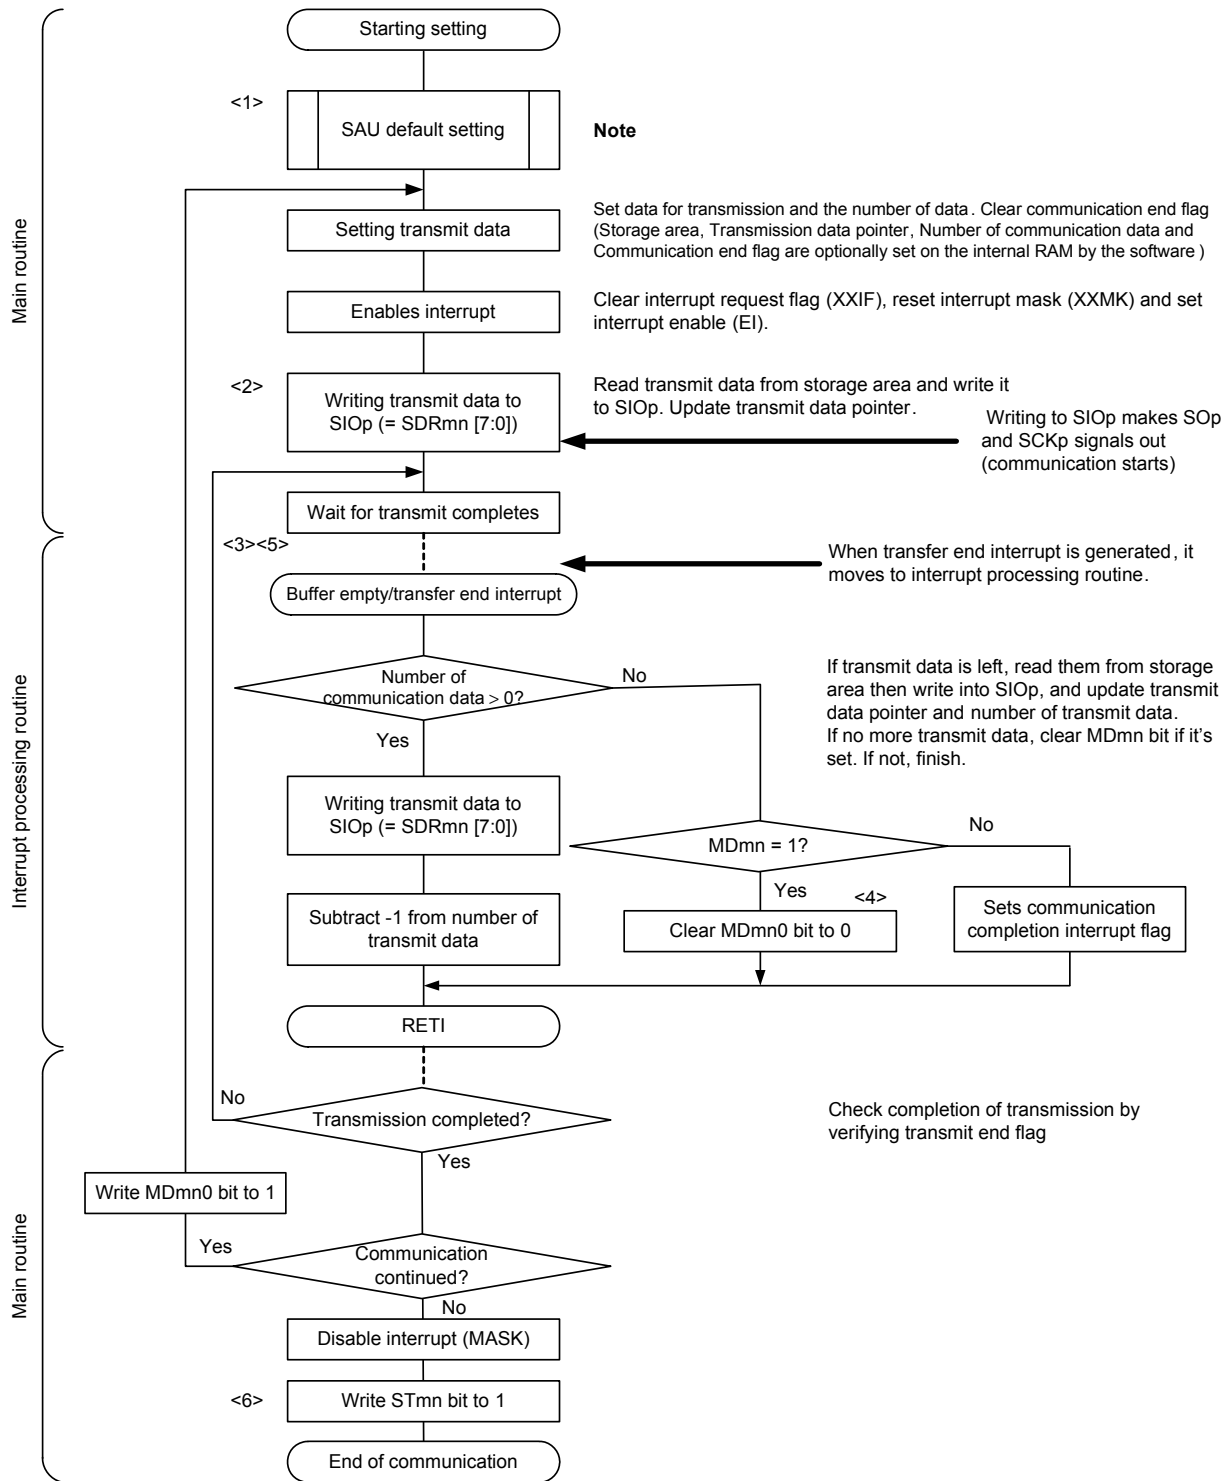 Starting setting
<1>
SAU default setting
Note
Setting transmit data
Set data for transmission and the number of data. Clear communication end flag
(Storage area, Transmission data pointer, Number of communication data and
Communication end flag are optionally set on the internal RAM by the software)
Main routine
Enables interrupt
Clear interrupt request flag (XXIF), reset interrupt mask (XXMK) and set
interrupt enable (EI).
<2>
Writing transmit data to
SIOp (= SDRmn [7:0])
Read transmit data from storage area and write it
to SIOp. Update transmit data pointer.
Writing to SIOp makes SOp
and SCKp signals out
(communication starts)
Wait for transmit completes
<3><5>
When transfer end interrupt is generated, it
moves to interrupt processing routine.
Buffer empty/transfer end interrupt
Number of
communication data > 0?
No
Yes
If transmit data is left, read them from storage
area then write into SIOp, and update transmit
data pointer and number of transmit data.
If no more transmit data, clear MDmn bit if it's
set. If not, finish.
Interrupt processing routine
Writing transmit data to
SIOp (= SDRmn [7:0])
MDmn = 1?
No
Yes
<4>
Subtract -1 from number of
transmit data
Clear MDmn0 bit to 0
Sets communication
completion interrupt flag
RETI
No
Transmission completed?
Yes
Check completion of transmission by
verifying transmit end flag
Write MDmn0 bit to 1
Main routine
Yes
Communication
continued?
No
Disable interrupt (MASK)
<6>
Write STmn bit to 1
End of communication